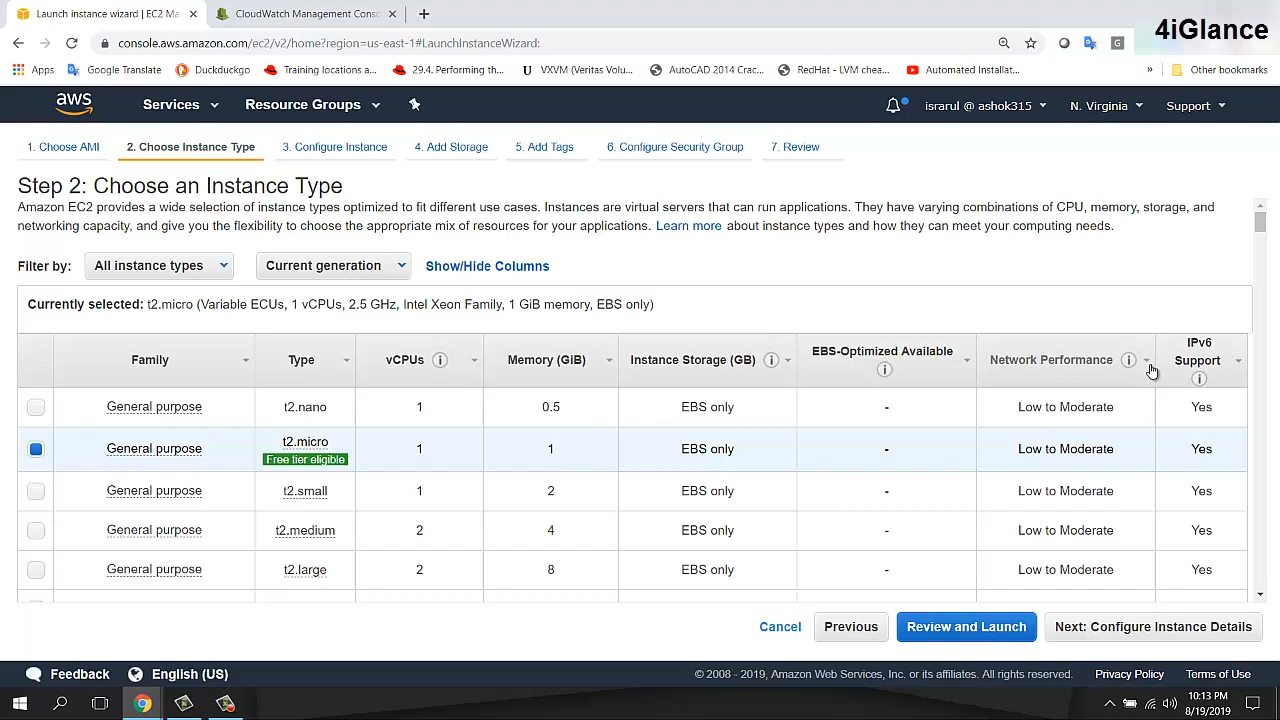 Launch instance wizard | EC2 Ma
CloudWatch Management Conso
4iGlance
console.aws.amazon.com/ec2/v2/home?region=us-east-1#LaunchInstanceWizard:
G
Apps
Google Translate
Duckduckgo
Training locations a...
29.4. Performing th...
VXVM (Veritas Volu...
AutoCAD 2014 Crac...
RedHat - LVM chea...
Automated Installat...
»
Other bookmarks
aws
Services
Resource Groups
israrul @ ashok315
N. Virginia
Support
1. Choose AMI
2. Choose Instance Type
3. Configure Instance
4. Add Storage
5. Add Tags
6. Configure Security Group
7. Review
Step 2: Choose an Instance Type
Amazon EC2 provides a wide selection of instance types optimized to fit different use cases. Instances are virtual servers that can run applications. They have varying combinations of CPU, memory, storage, and
networking capacity, and give you the flexibility to choose the appropriate mix of resources for your applications. Learn more about instance types and how they can meet your computing needs.
Filter by: All instance types Current generation Show/Hide Columns
Currently selected: t2.micro (Variable ECUs, 1 vCPUs, 2.5 GHz, Intel Xeon Family, 1 GiB memory, EBS only)
Family
Type
vCPUs
Memory (GiB)
Instance Storage (GB)
EBS-Optimized Available
Network Performance
IPv6
Support
General purpose t2.nano 1 0.5 EBS only - Low to Moderate Yes
General purpose t2.micro 1 1 EBS only - Low to Moderate Yes
Free tier eligible
General purpose t2.small 1 2 EBS only - Low to Moderate Yes
General purpose t2.medium 2 4 EBS only - Low to Moderate Yes
General purpose t2.large 2 8 EBS only - Low to Moderate Yes
Cancel
Previous
Review and Launch
Next: Configure Instance Details
Feedback
English (US)
© 2008 - 2019, Amazon Web Services, Inc. or its affiliates. All rights reserved.
Privacy Policy
Terms of Use
10:13 PM
8/19/2019